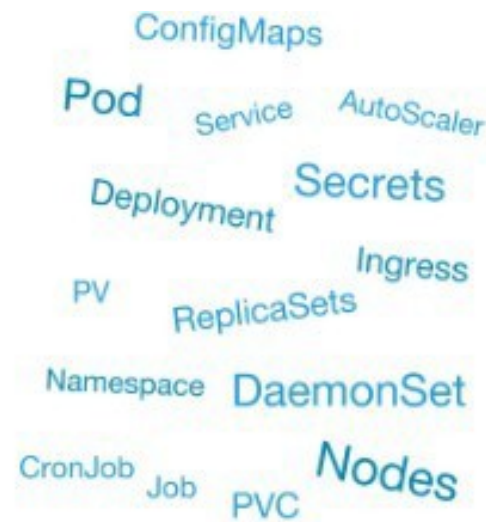 ConfigMaps
Pod
Service
AutoScaler
Deployment
Secrets
Ingress
PV
ReplicaSets
Namespace
DaemonSet
CronJob
Job
PVC
Nodes